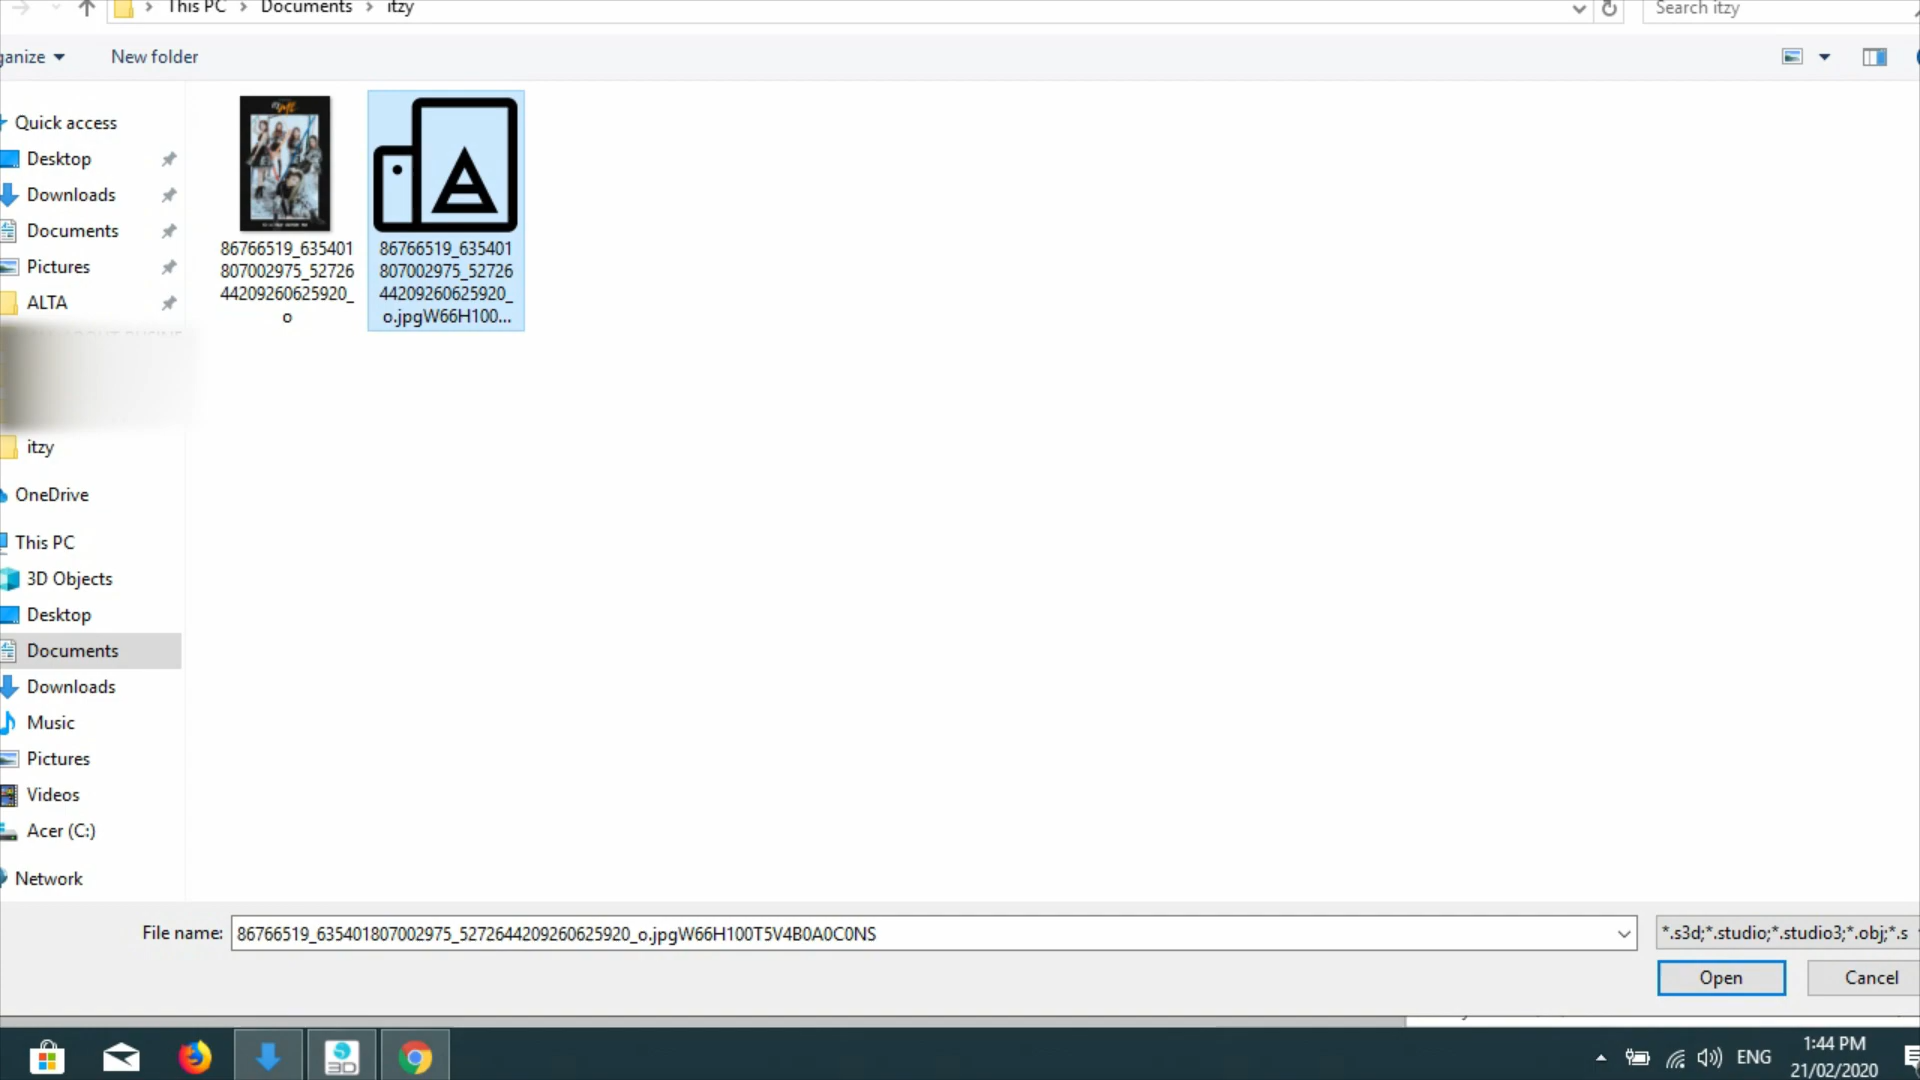 This PC > Documents > itzy
Search itzy
ganize
New folder
Quick access
Desktop
Downloads
Documents
Pictures
ALTA
itzy
OneDrive
This PC
3D Objects
Desktop
Documents
Downloads
Music
Pictures
Videos
Acer (C:)
Network
86766519_635401
807002975_52726
44209260625920_
o
86766519_635401
807002975_52726
44209260625920_
o.jpgW66H100...
File name:
86766519_635401807002975_5272644209260625920_o.jpgW66H100T5V4B0A0C0NS
*.s3d;*.studio;*.studio3;*.obj;*.s
Open
Cancel
3D
ENG
1:44 PM
21/02/2020